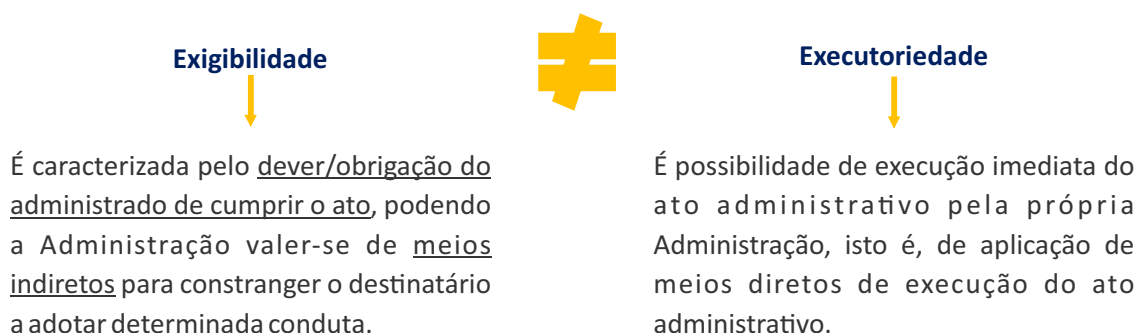 Exigibilidade
É caracterizada pelo dever/obrigação do
administrado de cumprir o ato, podendo
a Administração valer-se de meios
indiretos para constranger o destinatário
a adotar determinada conduta.
≠
Executoriedade
É possibilidade de execução imediata do
ato administrativo pela própria
Administração, isto é, de aplicação de
meios diretos de execução do ato
administrativo.